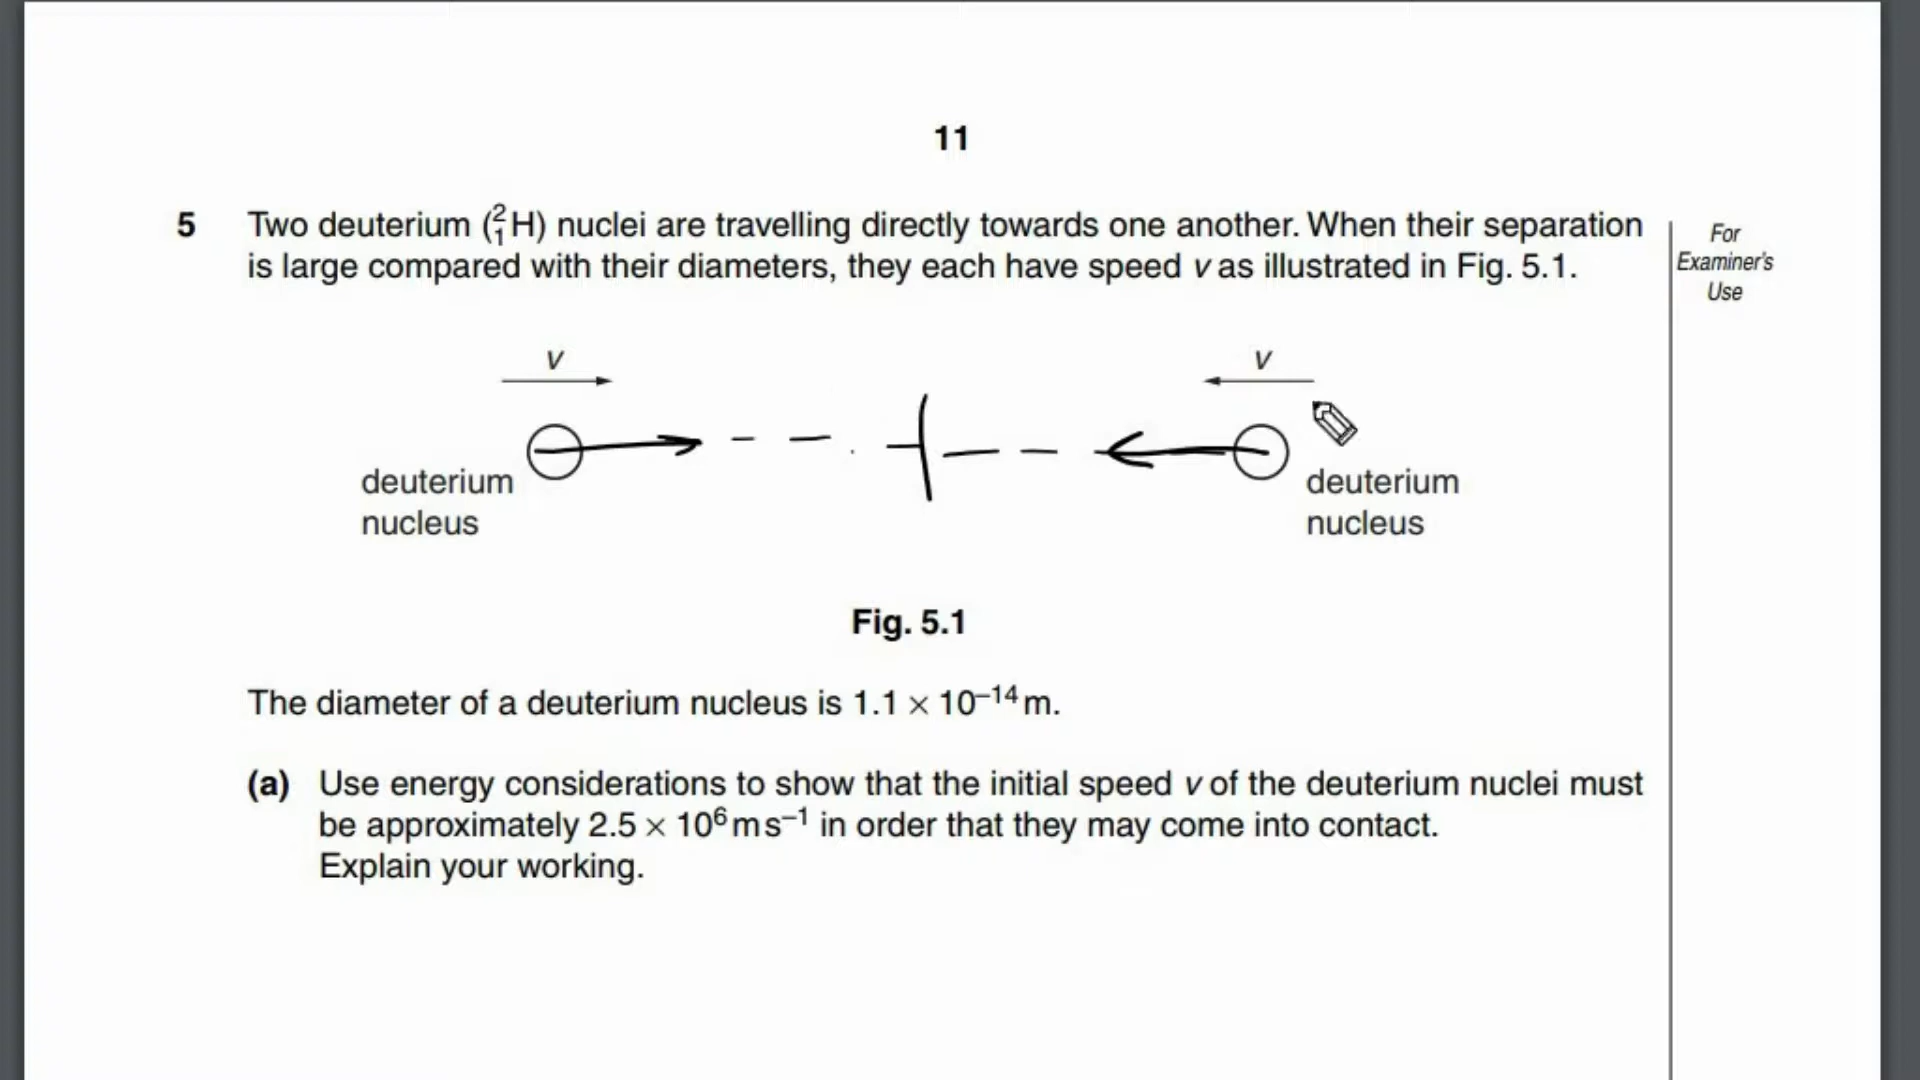 11
5 Two deuterium (²₁H) nuclei are travelling directly towards one another. When their separation
is large compared with their diameters, they each have speed v as illustrated in Fig. 5.1.
For
Examiner's
Use
v
v
deuterium
nucleus
deuterium
nucleus
Fig. 5.1
The diameter of a deuterium nucleus is 1.1 × 10⁻¹⁴ m.
(a) Use energy considerations to show that the initial speed v of the deuterium nuclei must
be approximately 2.5 × 10⁶ m s⁻¹ in order that they may come into contact.
Explain your working.